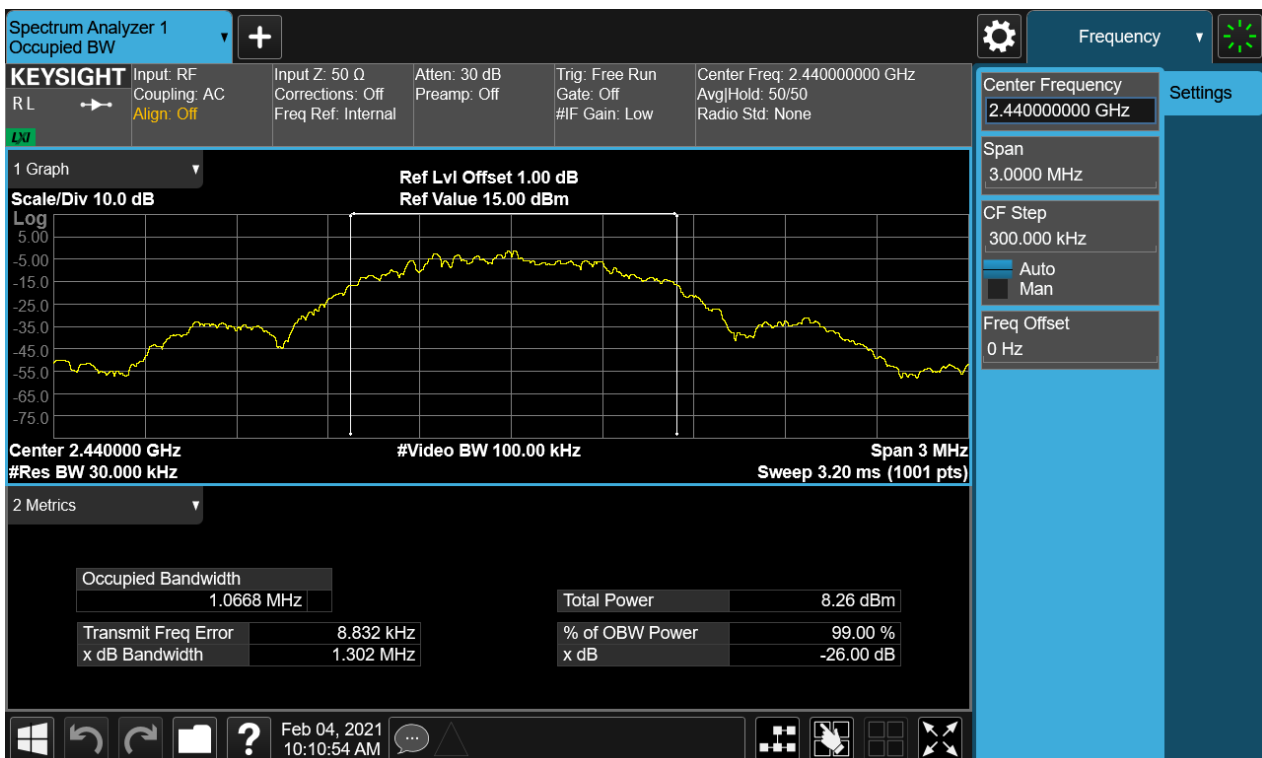 Spectrum Analyzer 1
Occupied BW
+
Frequency
KEYSIGHT
R L
LXI
Input: RF
Coupling: AC
Align: Off
Input Z: 50 Ω
Corrections: Off
Freq Ref: Internal
Atten: 30 dB
Preamp: Off
Trig: Free Run
Gate: Off
#IF Gain: Low
Center Freq: 2.440000000 GHz
Avg|Hold: 50/50
Radio Std: None
Center Frequency
2.440000000 GHz
Settings
Span
3.0000 MHz
CF Step
300.000 kHz
Auto
Man
Freq Offset
0 Hz
1 Graph
Scale/Div 10.0 dB
Ref Lvl Offset 1.00 dB
Ref Value 15.00 dBm
Log
5.00
-5.00
-15.0
-25.0
-35.0
-45.0
-55.0
-65.0
-75.0
Center 2.440000 GHz
#Video BW 100.00 kHz
Span 3 MHz
#Res BW 30.000 kHz
Sweep 3.20 ms (1001 pts)
2 Metrics
Occupied Bandwidth
1.0668 MHz
Total Power 8.26 dBm
Transmit Freq Error 8.832 kHz
% of OBW Power 99.00 %
x dB Bandwidth 1.302 MHz
x dB -26.00 dB
?
Feb 04, 2021
10:10:54 AM